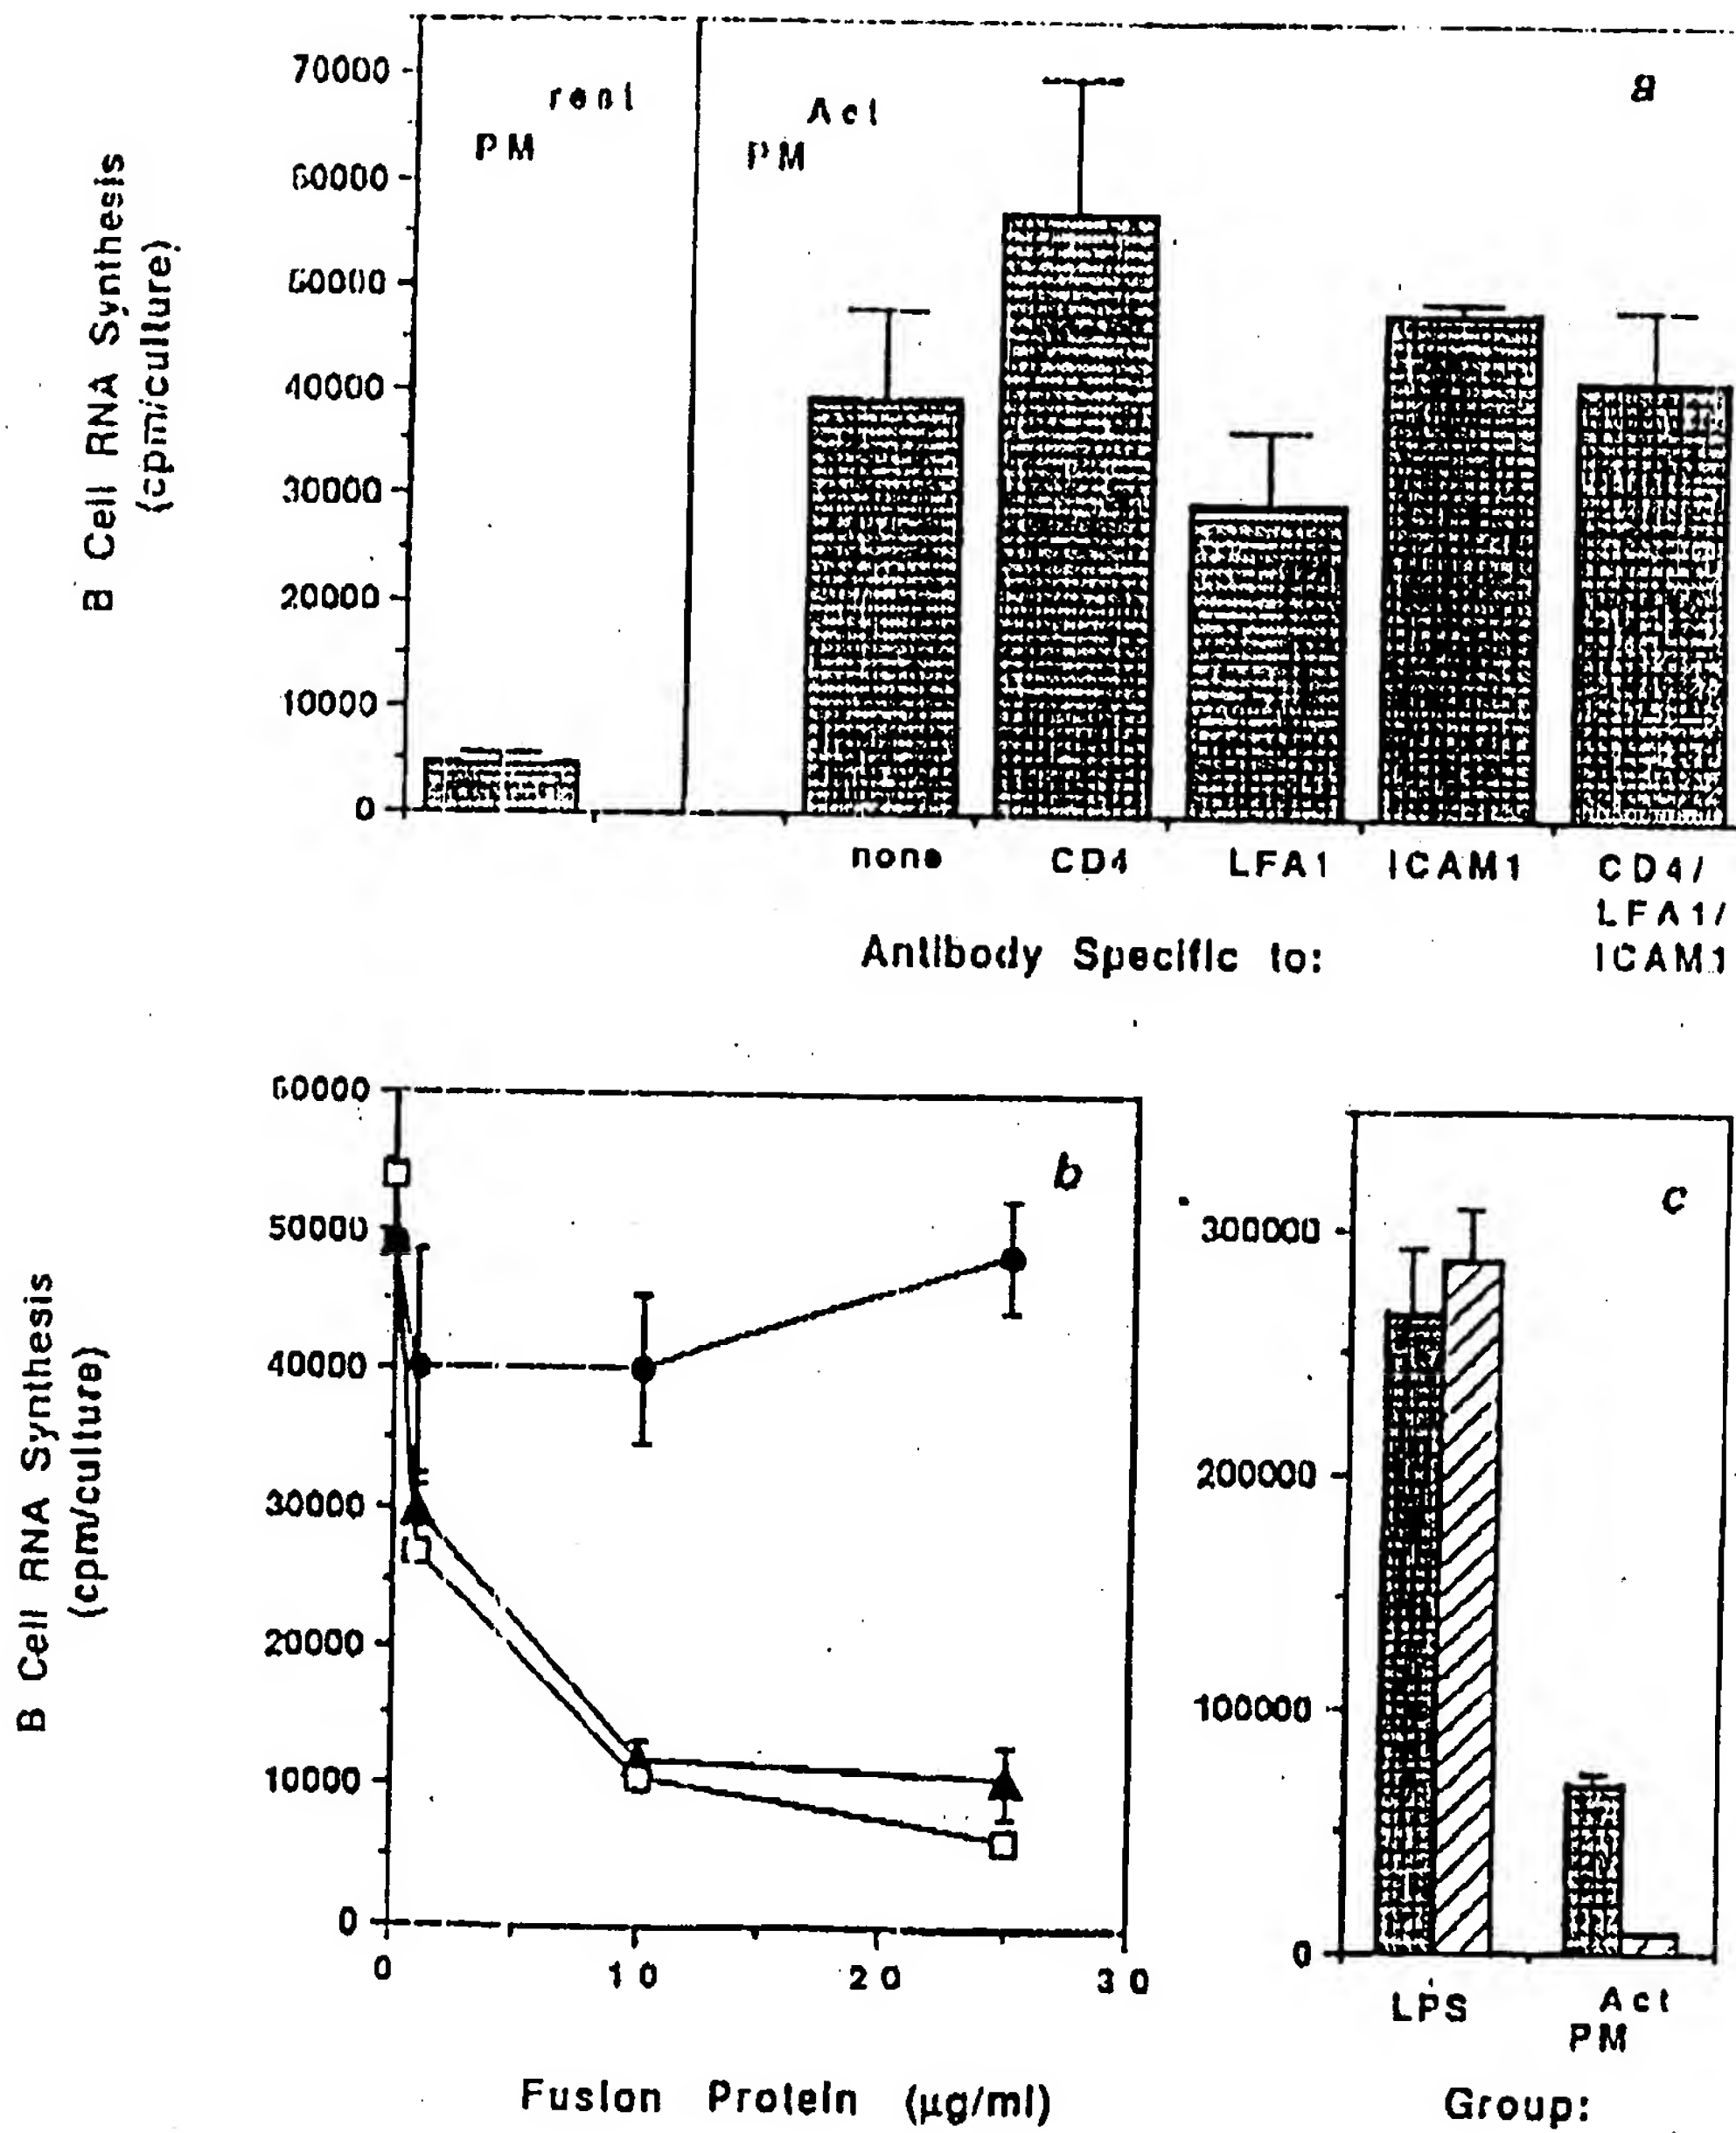 a
B Cell RNA Synthesis
(cpm/culture)
70000
60000
50000
40000
30000
20000
10000
0
rest
PM
Act
PM
none
CD4
LFA1
ICAM1
CD4/
LFA1/
ICAM1
Antibody Specific to:
b
B Cell RNA Synthesis
(cpm/culture)
60000
50000
40000
30000
20000
10000
0
0
10
20
30
Fusion Protein (µg/ml)
c
300000
200000
100000
0
LPS
Act
PM
Group: